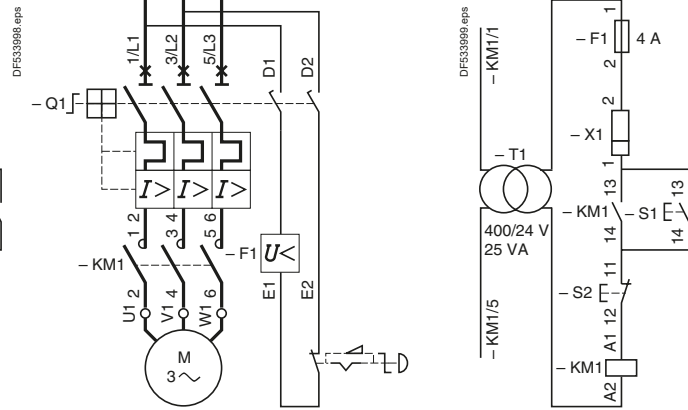 DF533998.eps
1/L1
3/L2
5/L3
D1
D2
– Q1
I>
I>
I>
2
4
6
1
3
5
– KM1
– F1
U<
2
4
6
E1
E2
U1
V1
W1
M
3
DF533999.eps
– KM1/1
– T1
400/24 V
25 VA
– KM1/5
1
– F1
4 A
2
2
– X1
1
13
– KM1
14
13
– S1
14
11
– S2
12
A1
– KM1
A2